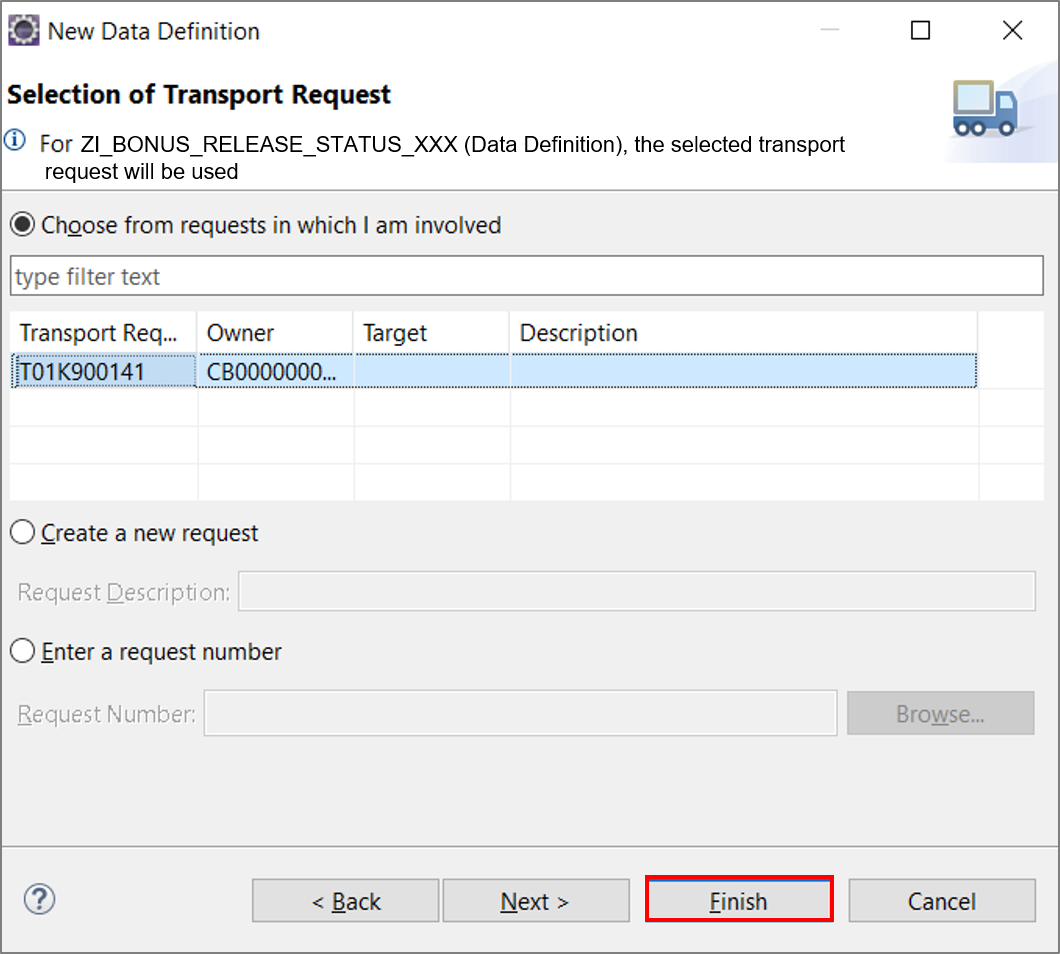 New Data Definition
Selection of Transport Request
For ZI_BONUS_RELEASE_STATUS_XXX (Data Definition), the selected transport
request will be used
Choose from requests in which I am involved
type filter text
Transport Req... Owner Target Description
T01K900141 CB0000000...
Create a new request
Request Description:
Enter a request number
Request Number: Browse...
? < Back Next > Finish Cancel